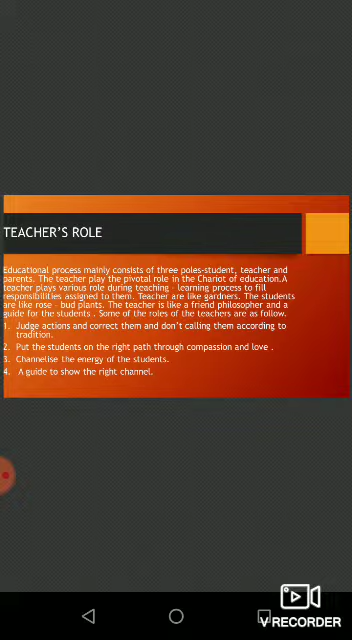 TEACHER'S ROLE
Educational process mainly consists of three poles-student, teacher and
parents. The teacher play the pivotal role in the Chariot of education.A
teacher plays various role during teaching - learning process to fill
responsibilities assigned to them. Teacher are like gardners. The students
are like rose - bud plants. The teacher is like a friend philosopher and a
guide for the students . Some of the roles of the teachers are as follow.
1. Judge actions and correct them and don't calling them according to
tradition.
2. Put the students on the right path through compassion and love .
3. Channelise the energy of the students.
4. A guide to show the right channel.
V RECORDER